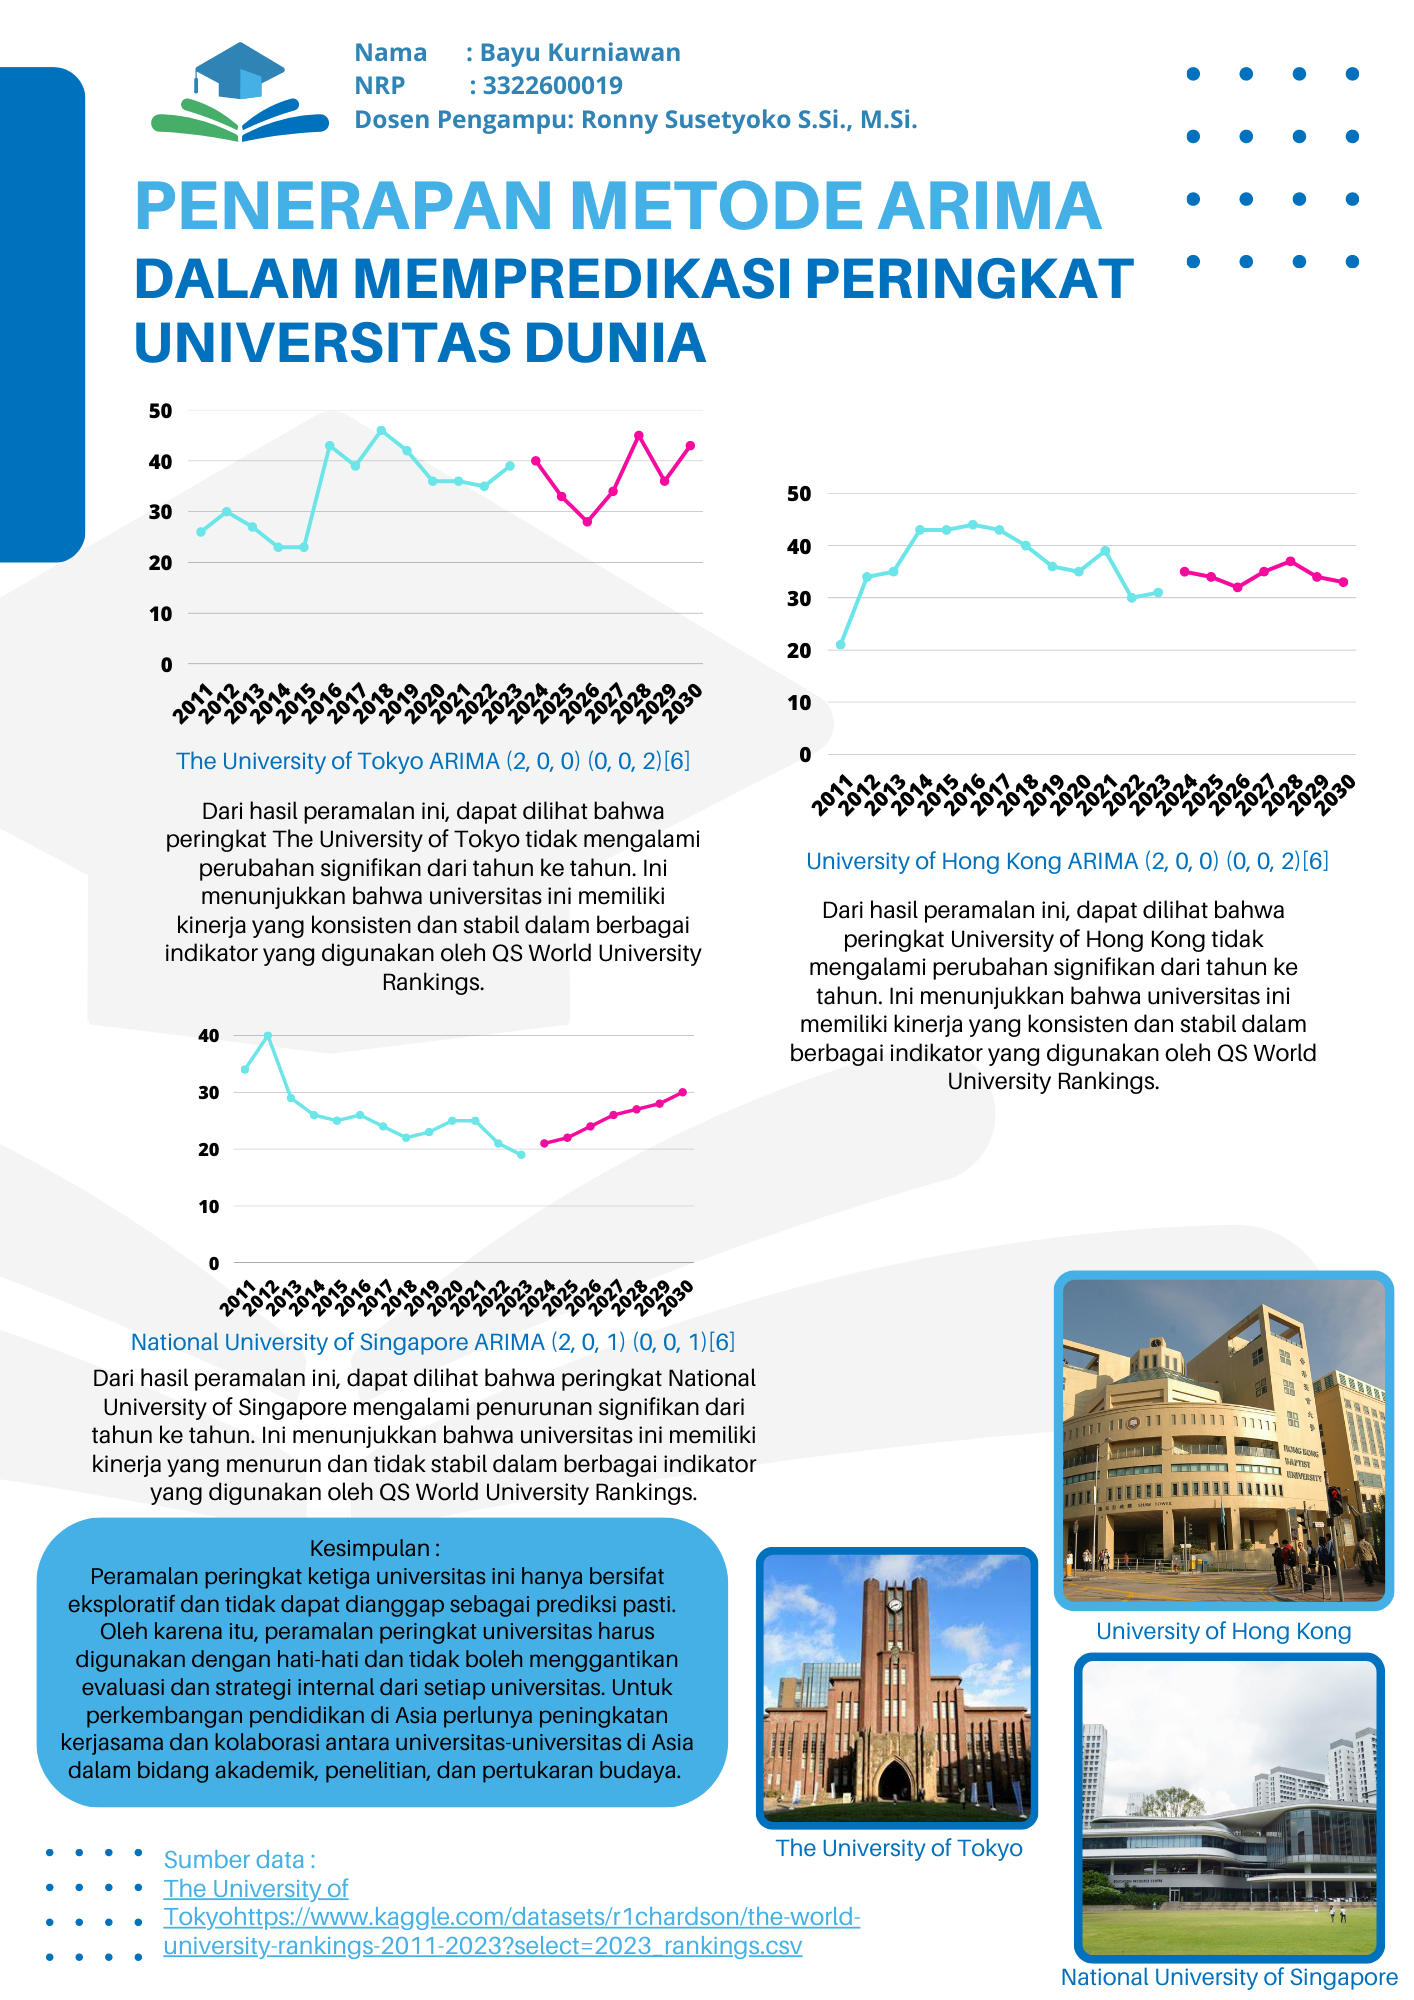 Nama : Bayu Kurniawan
NRP : 3322600019
Dosen Pengampu: Ronny Susetyoko S.Si., M.Si.
PENERAPAN METODE ARIMA
DALAM MEMPREDIKASI PERINGKAT
UNIVERSITAS DUNIA
50
40
30
20
10
0
2011 2012 2013 2014 2015 2016 2017 2018 2019 2020 2021 2022 2023 2024 2025 2026 2027 2028 2029 2030
The University of Tokyo ARIMA (2, 0, 0) (0, 0, 2)[6]
Dari hasil peramalan ini, dapat dilihat bahwa
peringkat The University of Tokyo tidak mengalami
perubahan signifikan dari tahun ke tahun. Ini
menunjukkan bahwa universitas ini memiliki
kinerja yang konsisten dan stabil dalam berbagai
indikator yang digunakan oleh QS World University
Rankings.
50
40
30
20
10
0
2011 2012 2013 2014 2015 2016 2017 2018 2019 2020 2021 2022 2023 2024 2025 2026 2027 2028 2029 2030
University of Hong Kong ARIMA (2, 0, 0) (0, 0, 2)[6]
Dari hasil peramalan ini, dapat dilihat bahwa
peringkat University of Hong Kong tidak
mengalami perubahan signifikan dari tahun ke
tahun. Ini menunjukkan bahwa universitas ini
memiliki kinerja yang konsisten dan stabil dalam
berbagai indikator yang digunakan oleh QS World
University Rankings.
40
30
20
10
0
2011 2012 2013 2014 2015 2016 2017 2018 2019 2020 2021 2022 2023 2024 2025 2026 2027 2028 2029 2030
National University of Singapore ARIMA (2, 0, 1) (0, 0, 1)[6]
Dari hasil peramalan ini, dapat dilihat bahwa peringkat National
University of Singapore mengalami penurunan signifikan dari
tahun ke tahun. Ini menunjukkan bahwa universitas ini memiliki
kinerja yang menurun dan tidak stabil dalam berbagai indikator
yang digunakan oleh QS World University Rankings.
Kesimpulan :
Peramalan peringkat ketiga universitas ini hanya bersifat
eksploratif dan tidak dapat dianggap sebagai prediksi pasti.
Oleh karena itu, peramalan peringkat universitas harus
digunakan dengan hati-hati dan tidak boleh menggantikan
evaluasi dan strategi internal dari setiap universitas. Untuk
perkembangan pendidikan di Asia perlunya peningkatan
kerjasama dan kolaborasi antara universitas-universitas di Asia
dalam bidang akademik, penelitian, dan pertukaran budaya.
HONG KONG
BAPTIST
UNIVERSITY
SHAW TOWER
University of Hong Kong
The University of Tokyo
National University of Singapore
Sumber data :
The University of
Tokyohttps://www.kaggle.com/datasets/r1chardson/the-world-
university-rankings-2011-2023?select=2023_rankings.csv